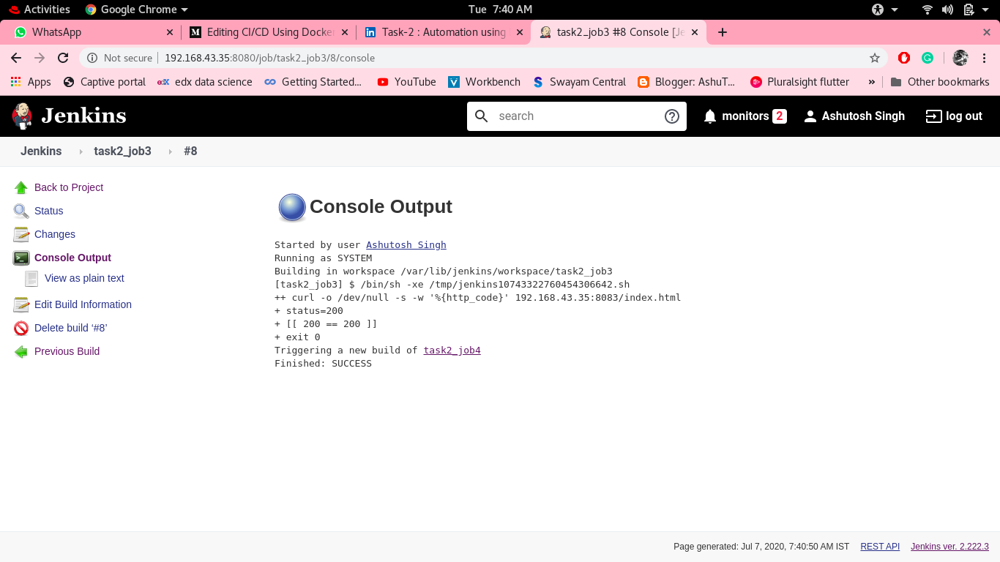 Activities Google Chrome Tue 7:40 AM
WhatsApp Editing CI/CD Using Docker Task-2 : Automation using task2_job3 #8 Console [Je
Not secure 192.168.43.35:8080/job/task2_job3/8/console
Apps Captive portal edX edx data science Getting Started... YouTube Workbench Swayam Central Blogger: AshuT... Pluralsight flutter » Other bookmarks
Jenkins search monitors 2 Ashutosh Singh log out
Jenkins task2_job3 #8
Back to Project
Status
Changes
Console Output
View as plain text
Edit Build Information
Delete build ‘#8’
Previous Build
Console Output
Started by user Ashutosh Singh
Running as SYSTEM
Building in workspace /var/lib/jenkins/workspace/task2_job3
[task2_job3] $ /bin/sh -xe /tmp/jenkins10743322760454306642.sh
++ curl -o /dev/null -s -w '%{http_code}' 192.168.43.35:8083/index.html
+ status=200
+ [[ 200 == 200 ]]
+ exit 0
Triggering a new build of task2_job4
Finished: SUCCESS
Page generated: Jul 7, 2020, 7:40:50 AM IST REST API Jenkins ver. 2.222.3